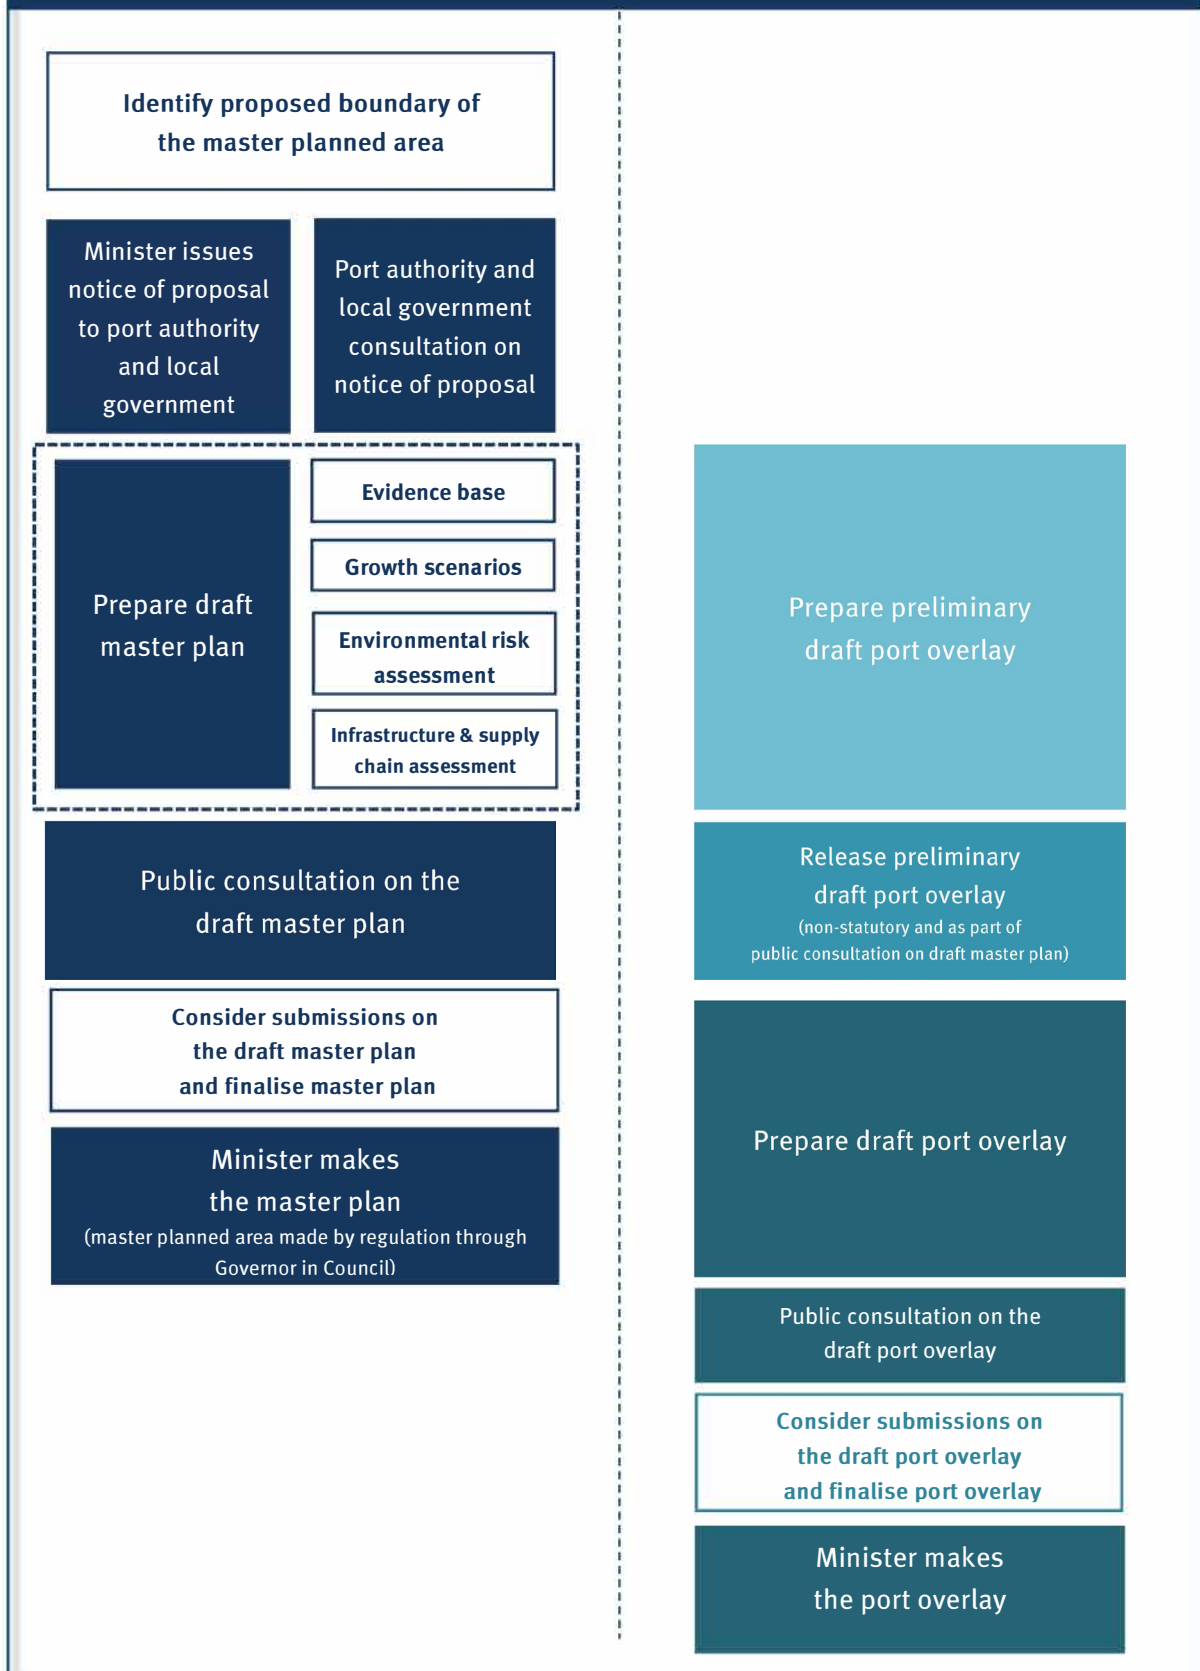 Identify proposed boundary of
the master planned area
Minister issues
notice of proposal
to port authority
and local
government
Port authority and
local government
consultation on
notice of proposal
Prepare draft
master plan
Evidence base
Growth scenarios
Environmental risk
assessment
Infrastructure & supply
chain assessment
Public consultation on the
draft master plan
Consider submissions on
the draft master plan
and finalise master plan
Minister makes
the master plan
(master planned area made by regulation through
Governor in Council)
Prepare preliminary
draft port overlay
Release preliminary
draft port overlay
(non-statutory and as part of
public consultation on draft master plan)
Prepare draft port overlay
Public consultation on the
draft port overlay
Consider submissions on
the draft port overlay
and finalise port overlay
Minister makes
the port overlay